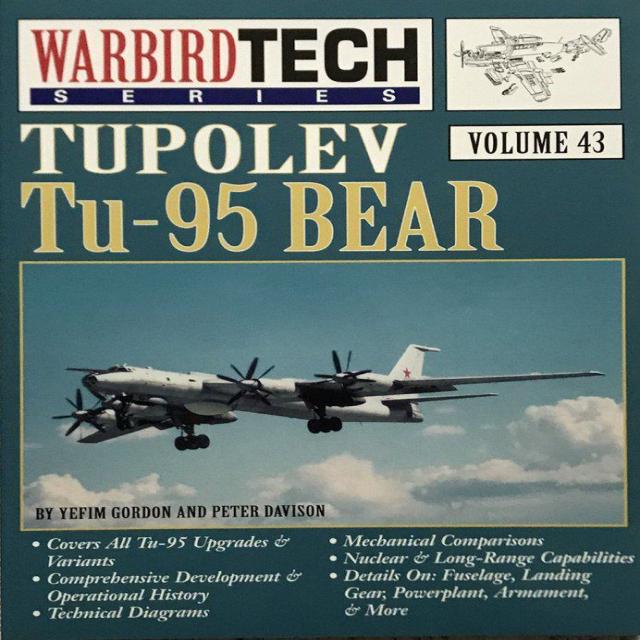 WARBIRDTECH
SERIES
VOLUME 43
TUPOLEV
Tu-95 BEAR
BY YEFIM GORDON AND PETER DAVISON
• Covers All Tu-95 Upgrades &
Variants
• Comprehensive Development &
Operational History
• Technical Diagrams
• Mechanical Comparisons
• Nuclear & Long-Range Capabilities
• Details On: Fuselage, Landing
Gear, Powerplant, Armament,
& More